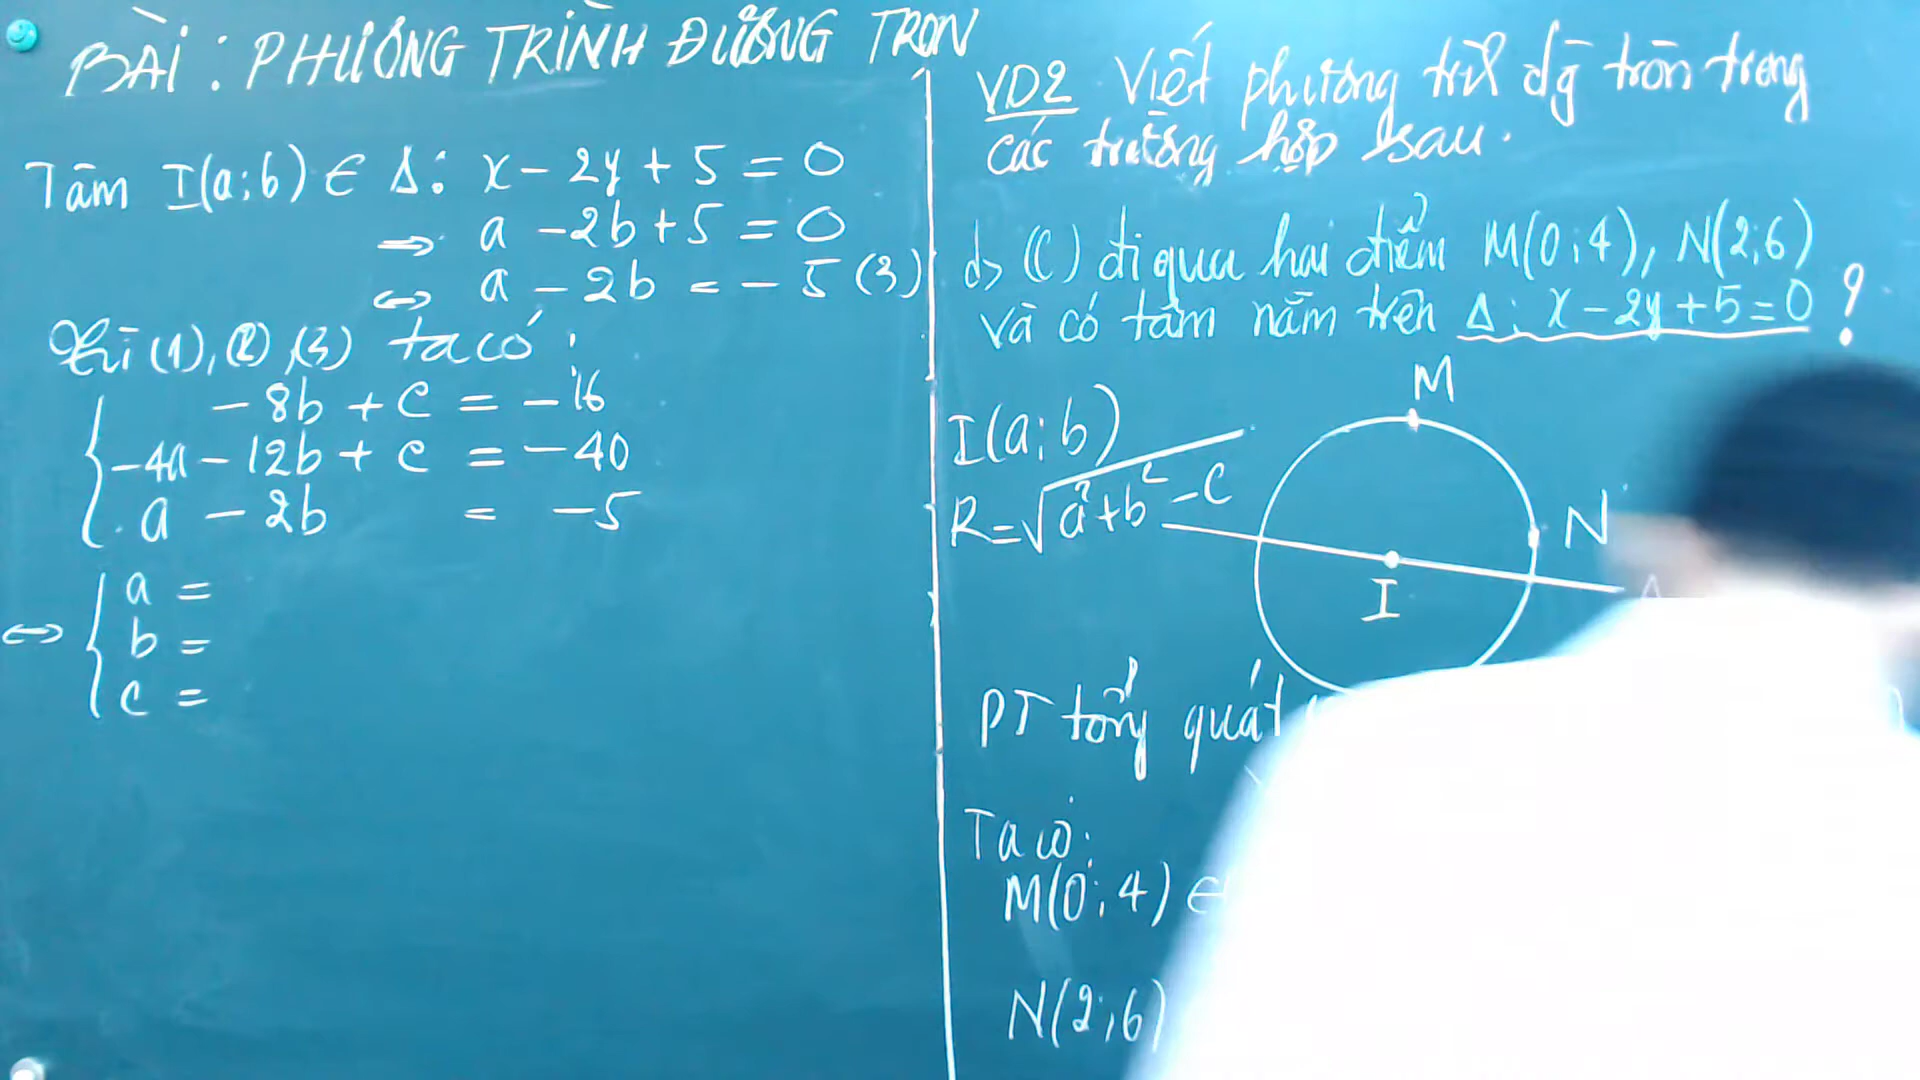 BÀI: PHƯƠNG TRÌNH ĐƯỜNG TRÒN
Tâm I(a;b) ∈ Δ: x - 2y + 5 = 0
⇒ a - 2b + 5 = 0
⇔ a - 2b = - 5 (3)
Từ (1), (2), (3) ta có:
- 8b + c = - 16
-4a - 12b + c = - 40
a - 2b = -5
⇔ a =
b =
c =
VD2 Viết phương trì dg tròn trong
các trường hợp sau.
d> (C) đi qua hai điểm M(0;4), N(2;6)
và có tâm nằm trên Δ: x - 2y + 5 = 0 ?
I(a;b)
R = √a² + b² - c
M
N
I
PT tổng quát
Ta có:
M(0;4) ∈
N(2;6)